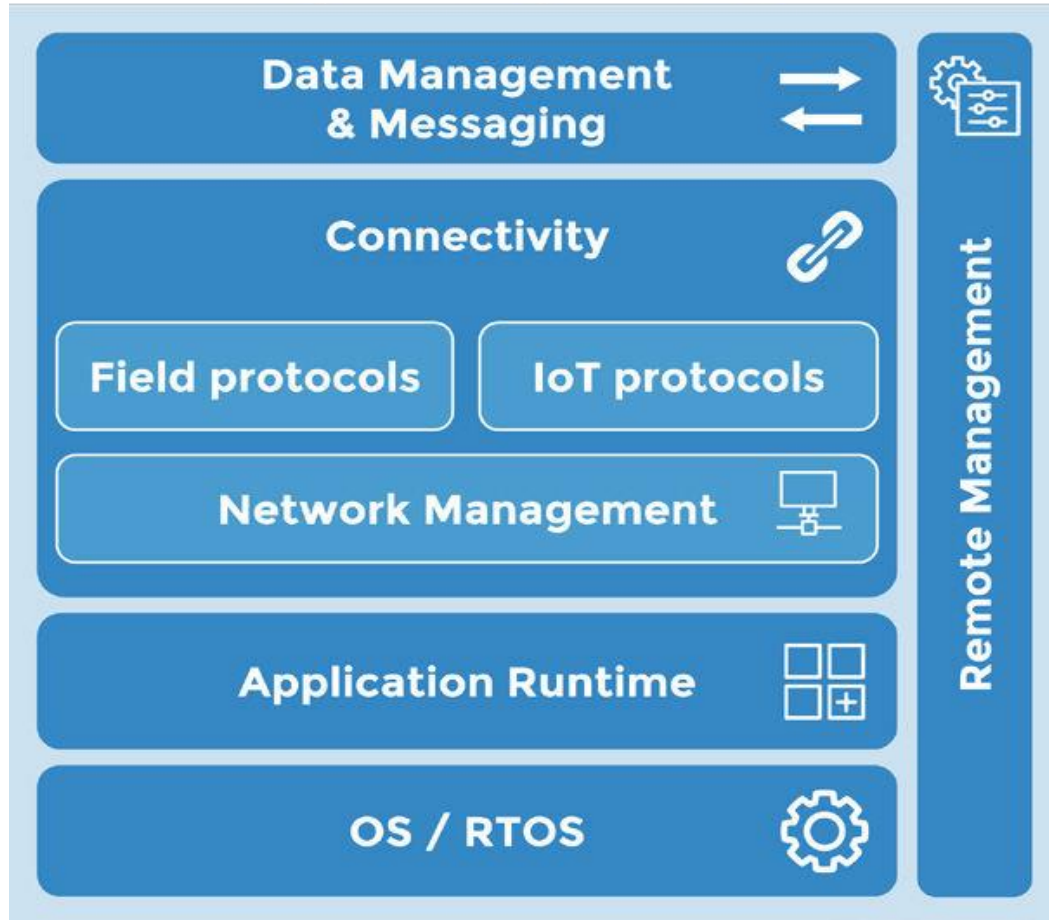 Data Management
& Messaging
Connectivity
Field protocols
IoT protocols
Network Management
Application Runtime
OS / RTOS
Remote Management